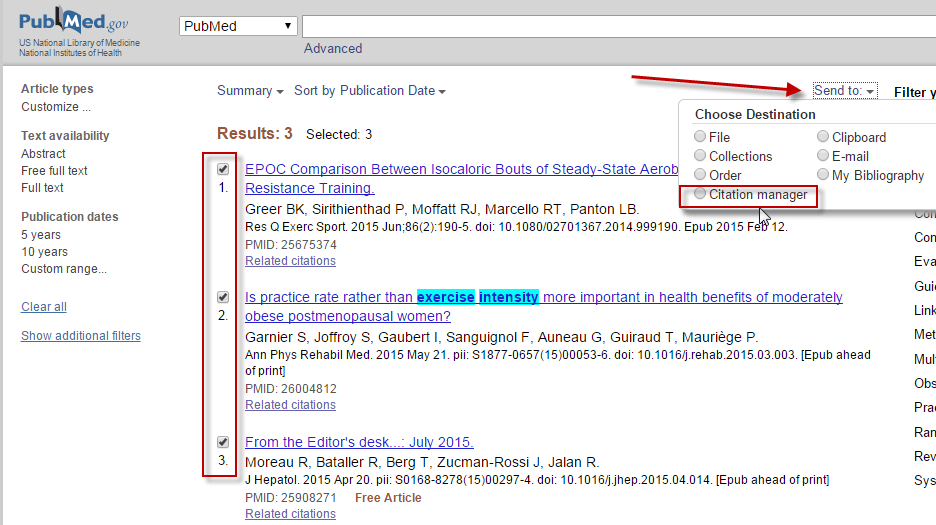 PubMed.gov
US National Library of Medicine
National Institutes of Health
PubMed
Advanced
Article types
Customize ...
Text availability
Abstract
Free full text
Full text
Publication dates
5 years
10 years
Custom range...
Clear all
Show additional filters
Summary Sort by Publication Date
Send to:
Filter y
Choose Destination
File
Clipboard
Collections
E-mail
Order
My Bibliography
Citation manager
Results: 3 Selected: 3
1.
EPOC Comparison Between Isocaloric Bouts of Steady-State Aerob
Resistance Training.
Greer BK, Sirithienthad P, Moffatt RJ, Marcello RT, Panton LB.
Res Q Exerc Sport. 2015 Jun;86(2):190-5. doi: 10.1080/02701367.2014.999190. Epub 2015 Feb 12.
PMID: 25675374
Related citations
2.
Is practice rate rather than exercise intensity more important in health benefits of moderately
obese postmenopausal women?
Garnier S, Joffroy S, Gaubert I, Sanguignol F, Auneau G, Guiraud T, Mauriège P.
Ann Phys Rehabil Med. 2015 May 21. pii: S1877-0657(15)00053-6. doi: 10.1016/j.rehab.2015.03.003. [Epub ahead
of print]
PMID: 26004812
Related citations
3.
From the Editor's desk...: July 2015.
Moreau R, Bataller R, Berg T, Zucman-Rossi J, Jalan R.
J Hepatol. 2015 Apr 20. pii: S0168-8278(15)00297-4. doi: 10.1016/j.jhep.2015.04.014. [Epub ahead of print]
PMID: 25908271 Free Article
Related citations
Con
Eva
Guid
Link
Met
Mul
Obs
Prac
Ran
Rev
Sys